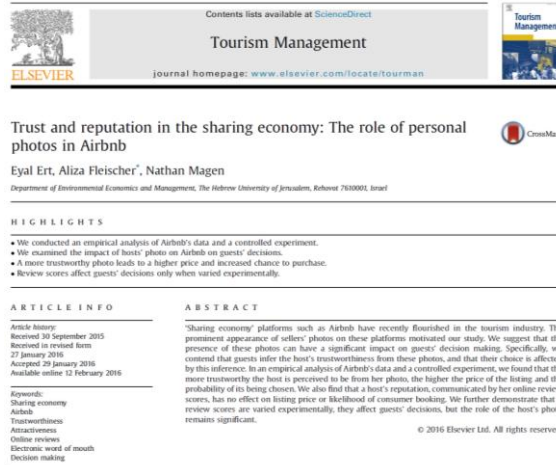 Contents lists available at ScienceDirect
Tourism Management
journal homepage: www.elsevier.com/locate/tourman
ELSEVIER
Tourism
Management
Trust and reputation in the sharing economy: The role of personal
photos in Airbnb
CrossMa
Eyal Ert, Aliza Fleischer*, Nathan Magen
Department of Environmental Economics and Management, The Hebrew University of Jerusalem, Rehovot 7610001, Israel
HIGHLIGHTS
• We conducted an empirical analysis of Airbnb's data and a controlled experiment.
• We examined the impact of hosts' photo on Airbnb on guests' decisions.
• A more trustworthy photo leads to a higher price and increased chance to purchase.
• Review scores affect guests' decisions only when varied experimentally.
ARTICLE INFO
Article history:
Received 30 September 2015
Received in revised form
27 January 2016
Accepted 29 January 2016
Available online 12 February 2016
Keywords:
Sharing economy
Airbnb
Trustworthiness
Attractiveness
Online reviews
Electronic word of mouth
Decision making
ABSTRACT
'Sharing economy' platforms such as Airbnb have recently flourished in the tourism industry. Th
prominent appearance of sellers' photos on these platforms motivated our study. We suggest that th
presence of these photos can have a significant impact on guests' decision making. Specifically, w
contend that guests infer the host's trustworthiness from these photos, and that their choice is affecte
by this inference. In an empirical analysis of Airbnb's data and a controlled experiment, we found that th
more trustworthy the host is perceived to be from her photo, the higher the price of the listing and th
probability of its being chosen. We also find that a host's reputation, communicated by her online revie
scores, has no effect on listing price or likelihood of consumer booking. We further demonstrate that
review scores are varied experimentally, they affect guests' decisions, but the role of the host's phot
remains significant.
© 2016 Elsevier Ltd. All rights reserve